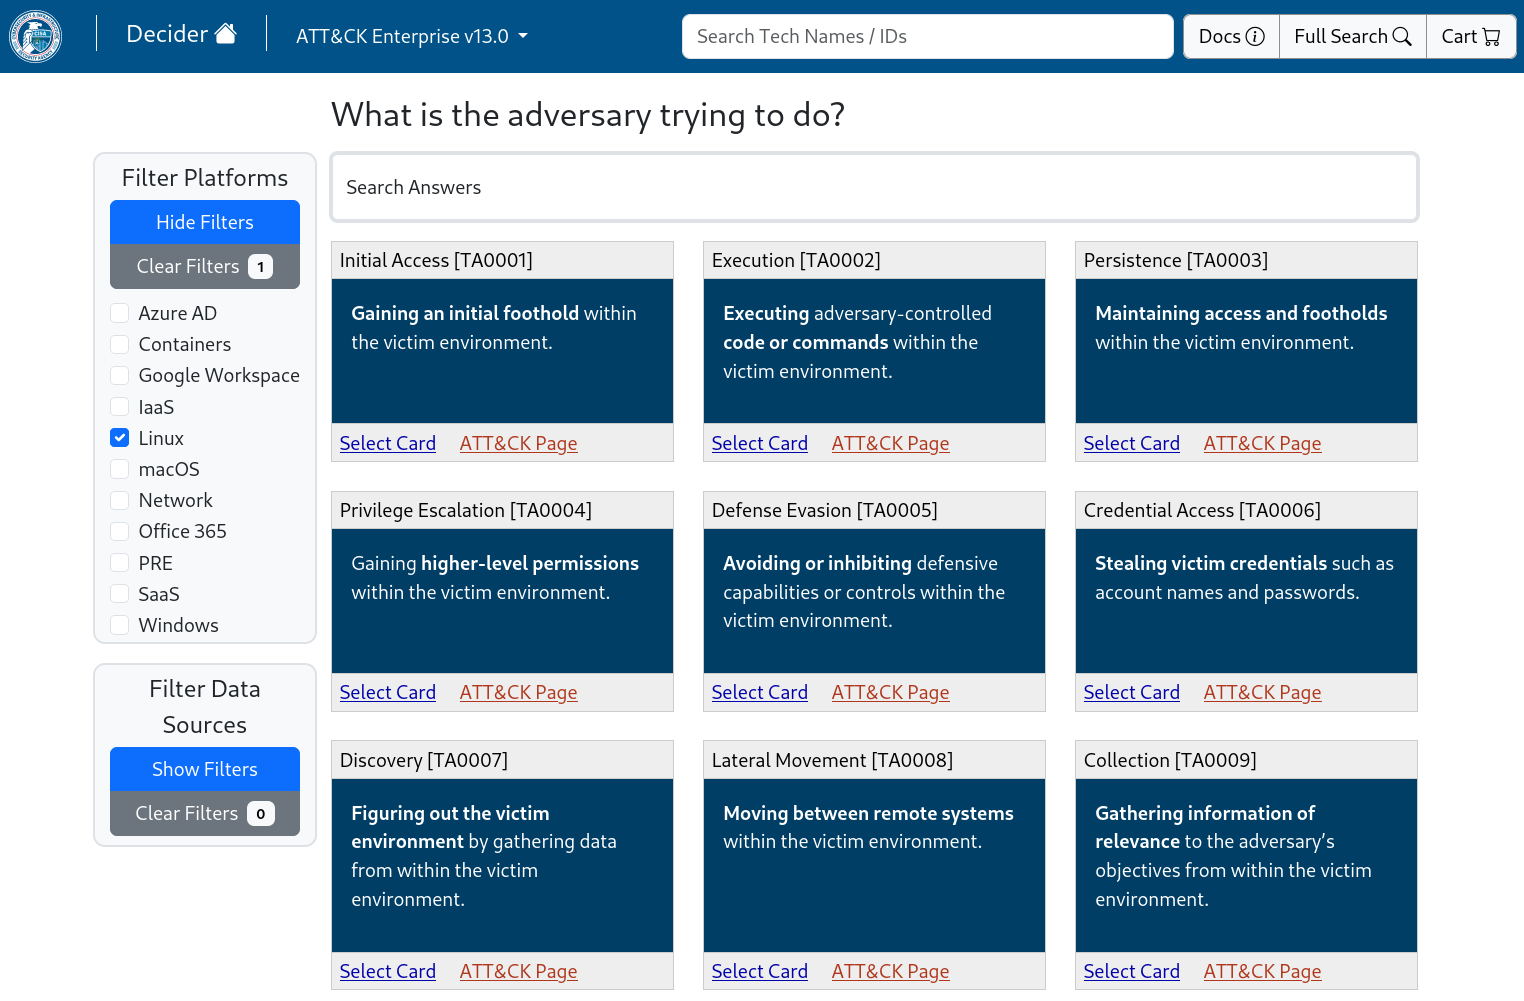 Decider
ATT&CK Enterprise v13.0
Search Tech Names / IDs
Docs
Full Search
Cart
What is the adversary trying to do?
Filter Platforms
Hide Filters
Clear Filters 1
Azure AD
Containers
Google Workspace
IaaS
Linux
macOS
Network
Office 365
PRE
SaaS
Windows
Filter Data
Sources
Show Filters
Clear Filters 0
Search Answers
Initial Access [TA0001]
Gaining an initial foothold within
the victim environment.
Select Card ATT&CK Page
Execution [TA0002]
Executing adversary-controlled
code or commands within the
victim environment.
Select Card ATT&CK Page
Persistence [TA0003]
Maintaining access and footholds
within the victim environment.
Select Card ATT&CK Page
Privilege Escalation [TA0004]
Gaining higher-level permissions
within the victim environment.
Select Card ATT&CK Page
Defense Evasion [TA0005]
Avoiding or inhibiting defensive
capabilities or controls within the
victim environment.
Select Card ATT&CK Page
Credential Access [TA0006]
Stealing victim credentials such as
account names and passwords.
Select Card ATT&CK Page
Discovery [TA0007]
Figuring out the victim
environment by gathering data
from within the victim
environment.
Select Card ATT&CK Page
Lateral Movement [TA0008]
Moving between remote systems
within the victim environment.
Select Card ATT&CK Page
Collection [TA0009]
Gathering information of
relevance to the adversary's
objectives from within the victim
environment.
Select Card ATT&CK Page